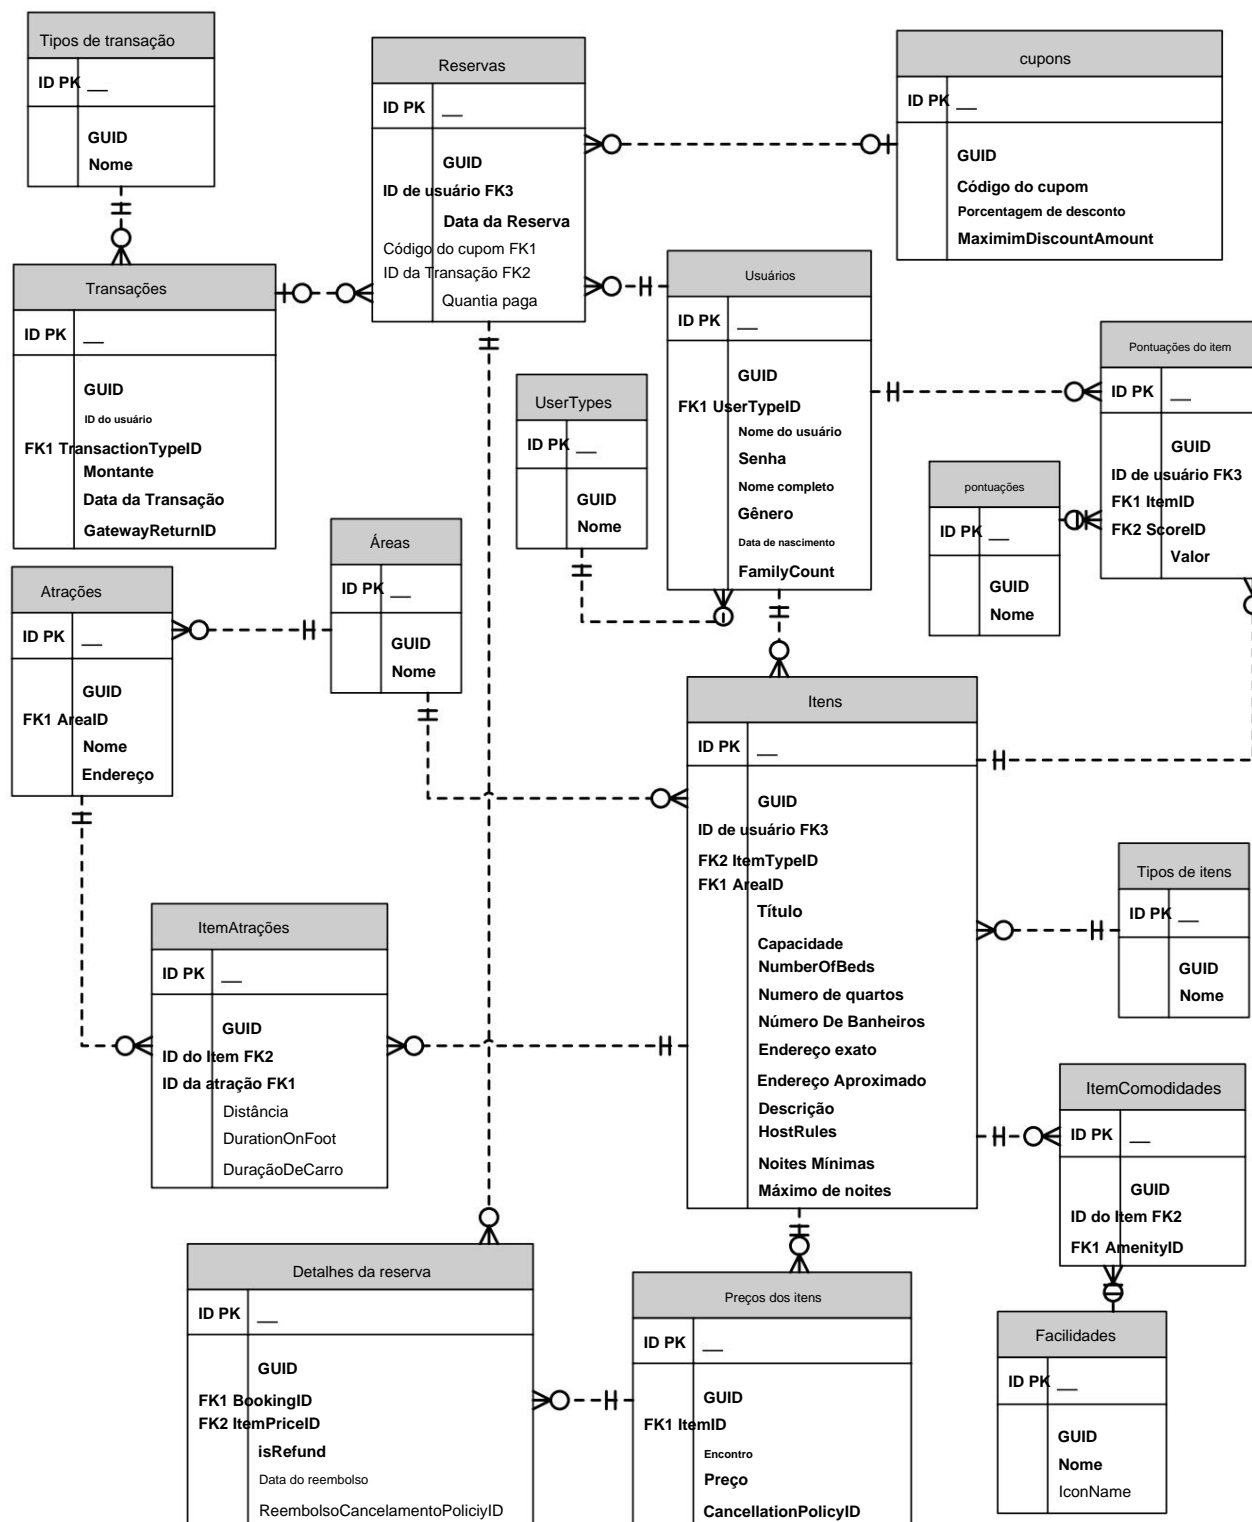 Tipos de transação
ID PK __
GUID
Nome
Reservas
ID PK __
GUID
ID de usuário FK3
Data da Reserva
Código do cupom FK1
ID da Transação FK2
Quantia paga
cupons
ID PK __
GUID
Código do cupom
Porcentagem de desconto
MaximimDiscountAmount
Transações
ID PK __
GUID
ID do usuário
FK1 TransactionTypeID
Montante
Data da Transação
GatewayReturnID
UserTypes
ID PK __
GUID
Nome
Usuários
ID PK __
GUID
FK1 UserTypeID
Nome do usuário
Senha
Nome completo
Gênero
Data de nascimento
FamilyCount
Pontuações do item
ID PK __
GUID
ID de usuário FK3
FK1 ItemID
FK2 ScoreID
Valor
pontuações
ID PK __
GUID
Nome
Áreas
ID PK __
GUID
Nome
Atrações
ID PK __
GUID
FK1 AreaID
Nome
Endereço
Itens
ID PK __
GUID
ID de usuário FK3
FK2 ItemTypeID
FK1 AreaID
Título
Capacidade
NumberOfBeds
Numero de quartos
Número De Banheiros
Endereço exato
Endereço Aproximado
Descrição
HostRules
Noites Mínimas
Máximo de noites
Tipos de itens
ID PK __
GUID
Nome
ItemAtrações
ID PK __
GUID
ID do Item FK2
ID da atração FK1
Distância
DurationOnFoot
DuraçãoDeCarro
ItemComodidades
ID PK __
GUID
ID do Item FK2
FK1 AmenityID
Detalhes da reserva
ID PK __
GUID
FK1 BookingID
FK2 ItemPriceID
isRefund
Data do reembolso
ReembolsoCancelamentoPoliciyID
Preços dos itens
ID PK __
GUID
FK1 ItemID
Encontro
Preço
CancellationPolicyID
Facilidades
ID PK __
GUID
Nome
IconName